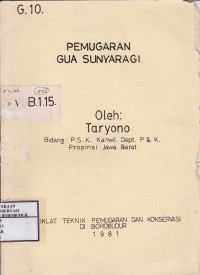 G.10.
PEMUGARAN
GUA SUNYARAGI
V B.1.15.
Oleh:
Taryono
Bidang P.S.K. Kanwil. Dept. P & K.
Propinsi Jawa Barat
IKLAT TEKNIK PEMUGARAN DAN KONSERVASI
DI BOROBUDUR
1981